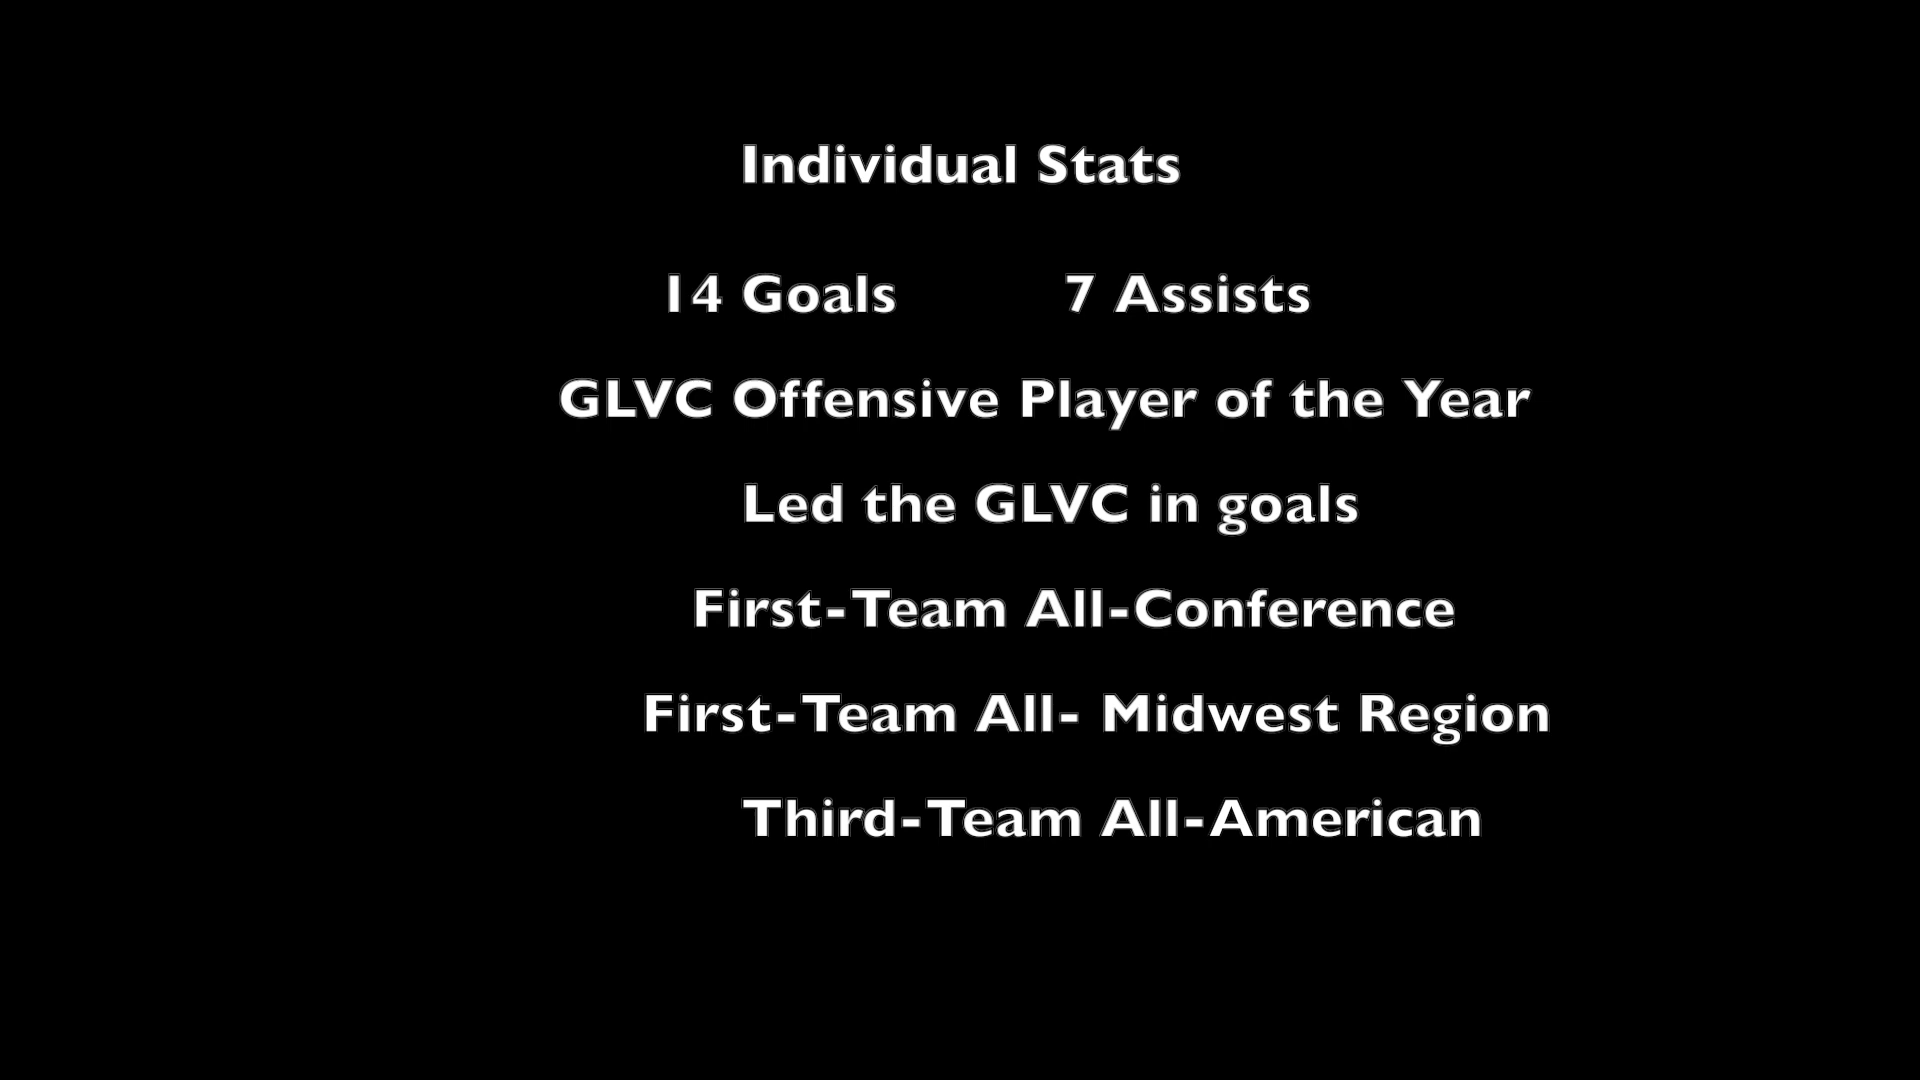 Individual Stats
14 Goals 7 Assists
GLVC Offensive Player of the Year
Led the GLVC in goals
First-Team All-Conference
First-Team All- Midwest Region
Third-Team All-American